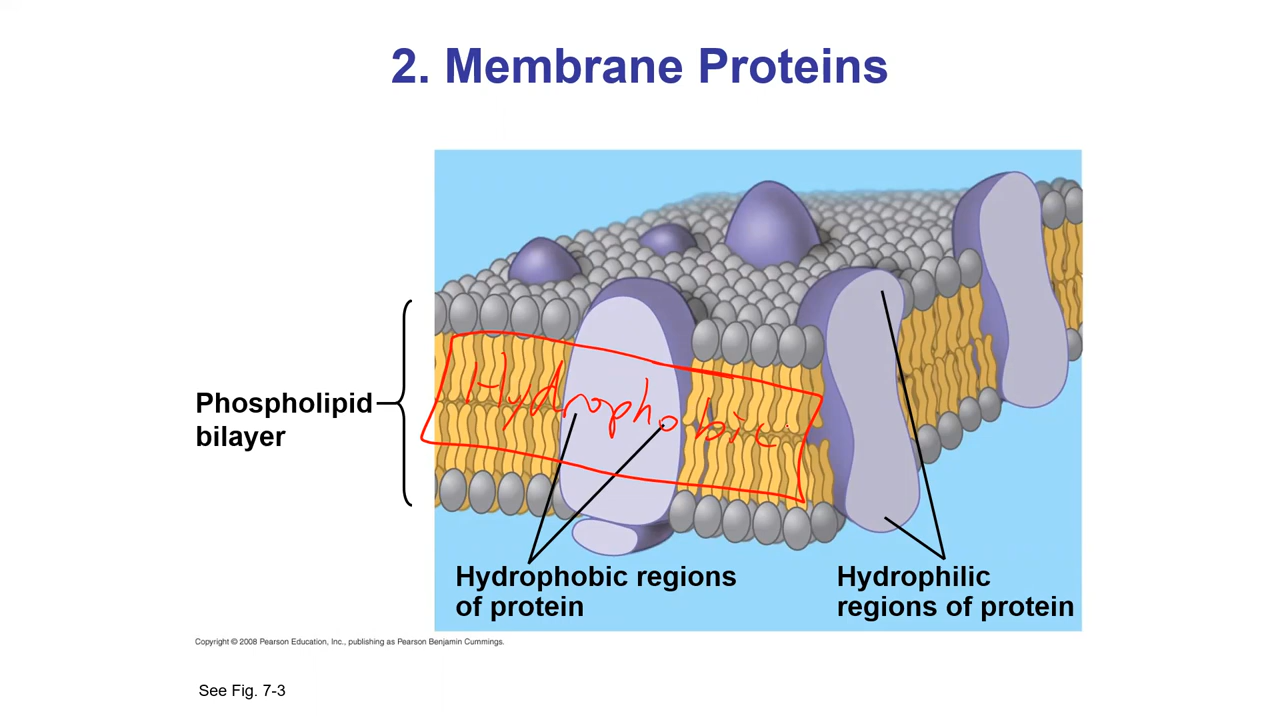 2. Membrane Proteins
Hydrophobic
Phospholipid
bilayer
Hydrophobic regions
of protein
Hydrophilic
regions of protein
Copyright © 2008 Pearson Education, Inc., publishing as Pearson Benjamin Cummings.
See Fig. 7-3